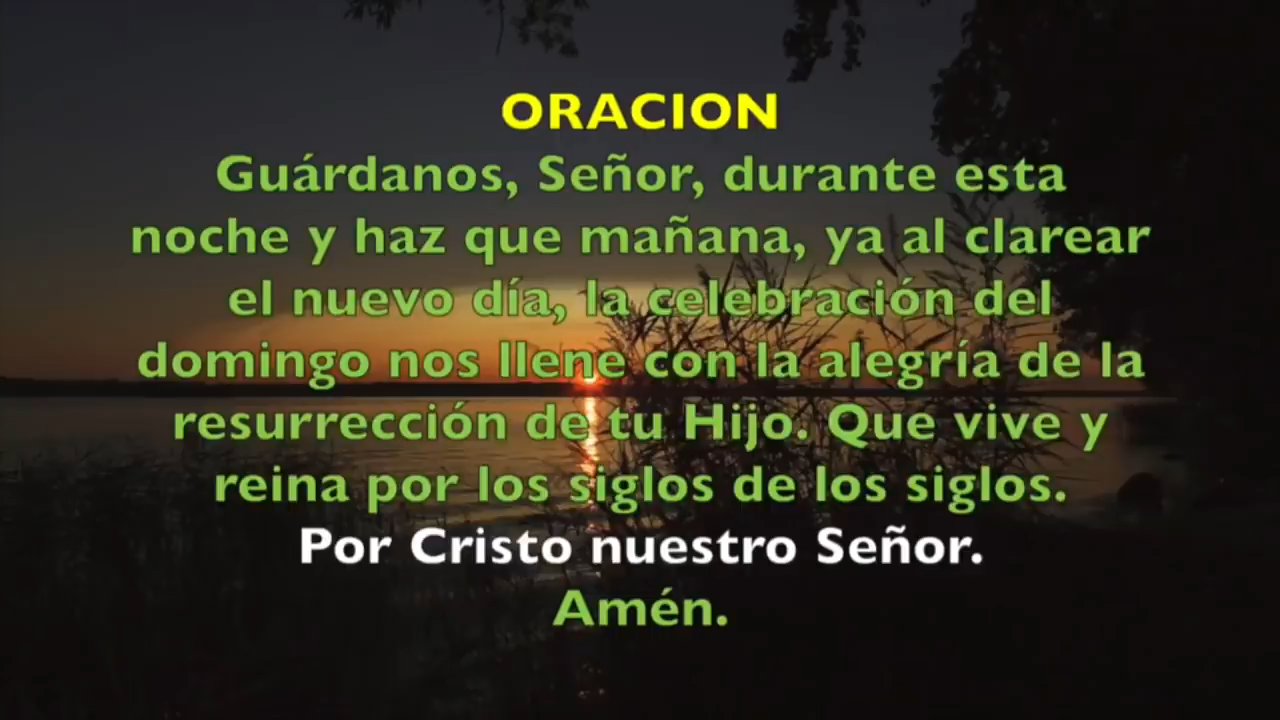 ORACION
Guárdanos, Señor, durante esta
noche y haz que mañana, ya al clarear
el nuevo día, la celebración del
domingo nos llene con la alegría de la
resurrección de tu Hijo. Que vive y
reina por los siglos de los siglos.
Por Cristo nuestro Señor.
Amén.